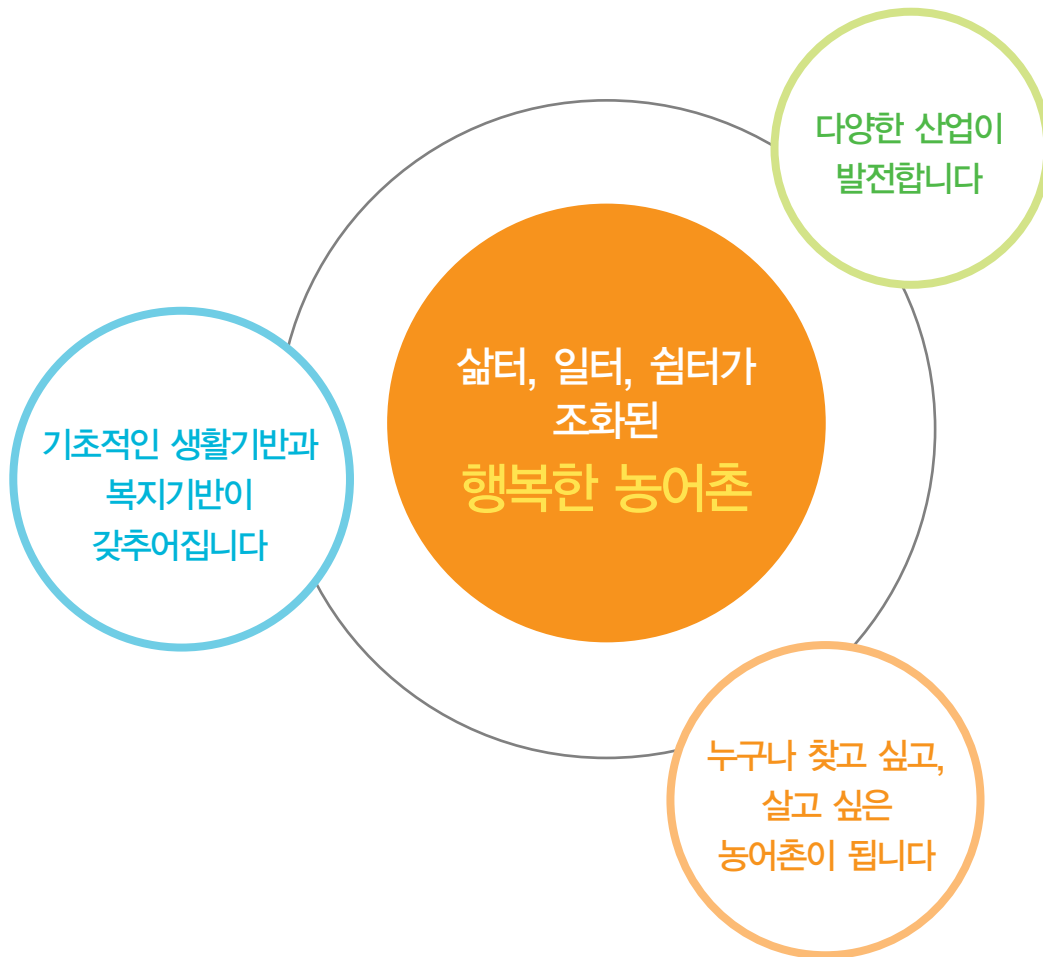 다양한 산업이
발전합니다
삶터, 일터, 쉼터가
조화된
행복한 농어촌
기초적인 생활기반과
복지기반이
갖추어집니다
누구나 찾고 싶고,
살고 싶은
농어촌이 됩니다